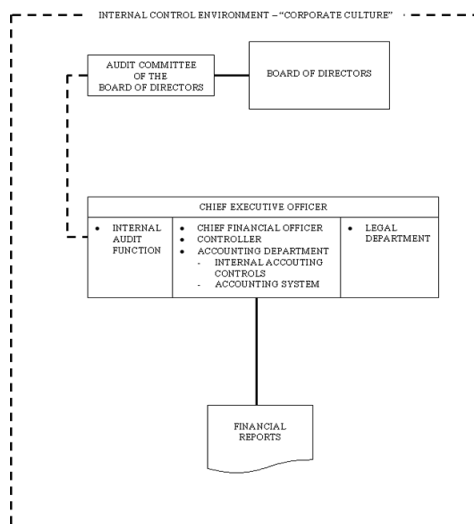 INTERNAL CONTROL ENVIRONMENT – “CORPORATE CULTURE”
AUDIT COMMITTEE
OF THE
BOARD OF DIRECTORS
BOARD OF DIRECTORS
CHIEF EXECUTIVE OFFICER
• INTERNAL
AUDIT
FUNCTION
• CHIEF FINANCIAL OFFICER
• CONTROLLER
• ACCOUNTING DEPARTMENT
- INTERNAL ACCOUTING
CONTROLS
- ACCOUNTING SYSTEM
• LEGAL
DEPARTMENT
FINANCIAL
REPORTS